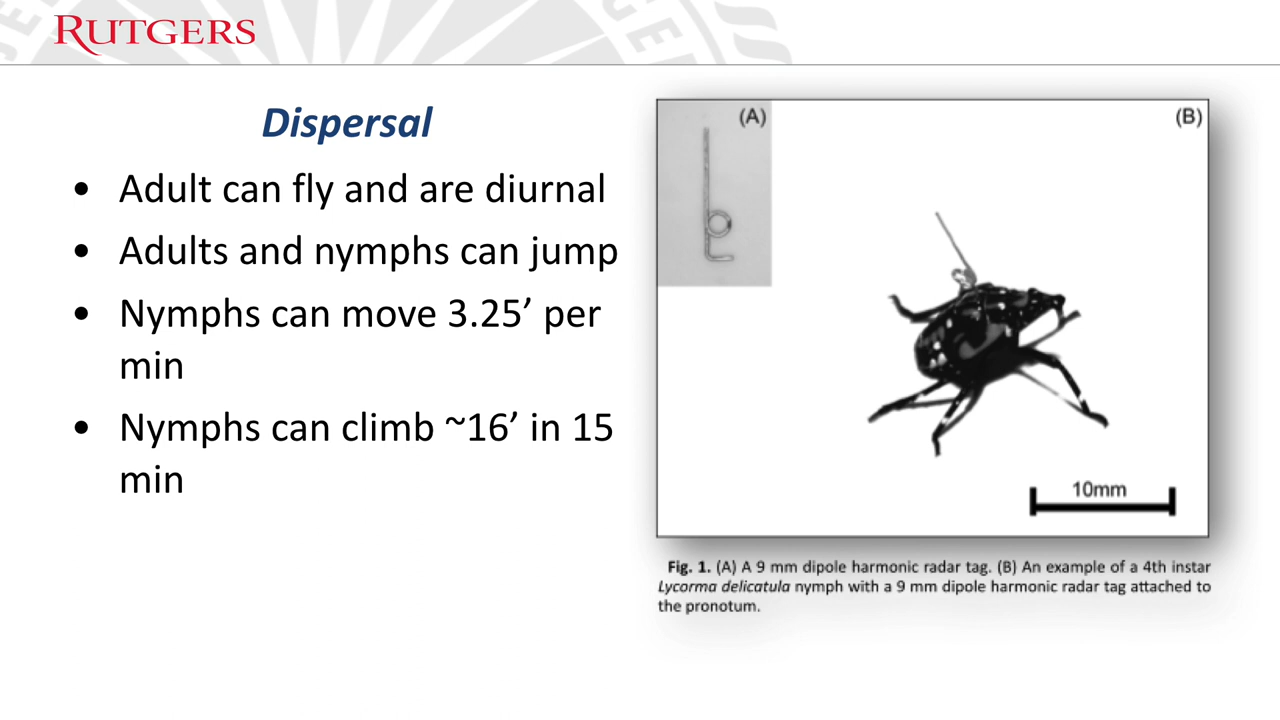 RUTGERS
Dispersal
• Adult can fly and are diurnal
• Adults and nymphs can jump
• Nymphs can move 3.25’ per
min
• Nymphs can climb ~16’ in 15
min
(A)
(B)
10mm
Fig. 1. (A) A 9 mm dipole harmonic radar tag. (B) An example of a 4th instar
Lycorma delicatula nymph with a 9 mm dipole harmonic radar tag attached to
the pronotum.